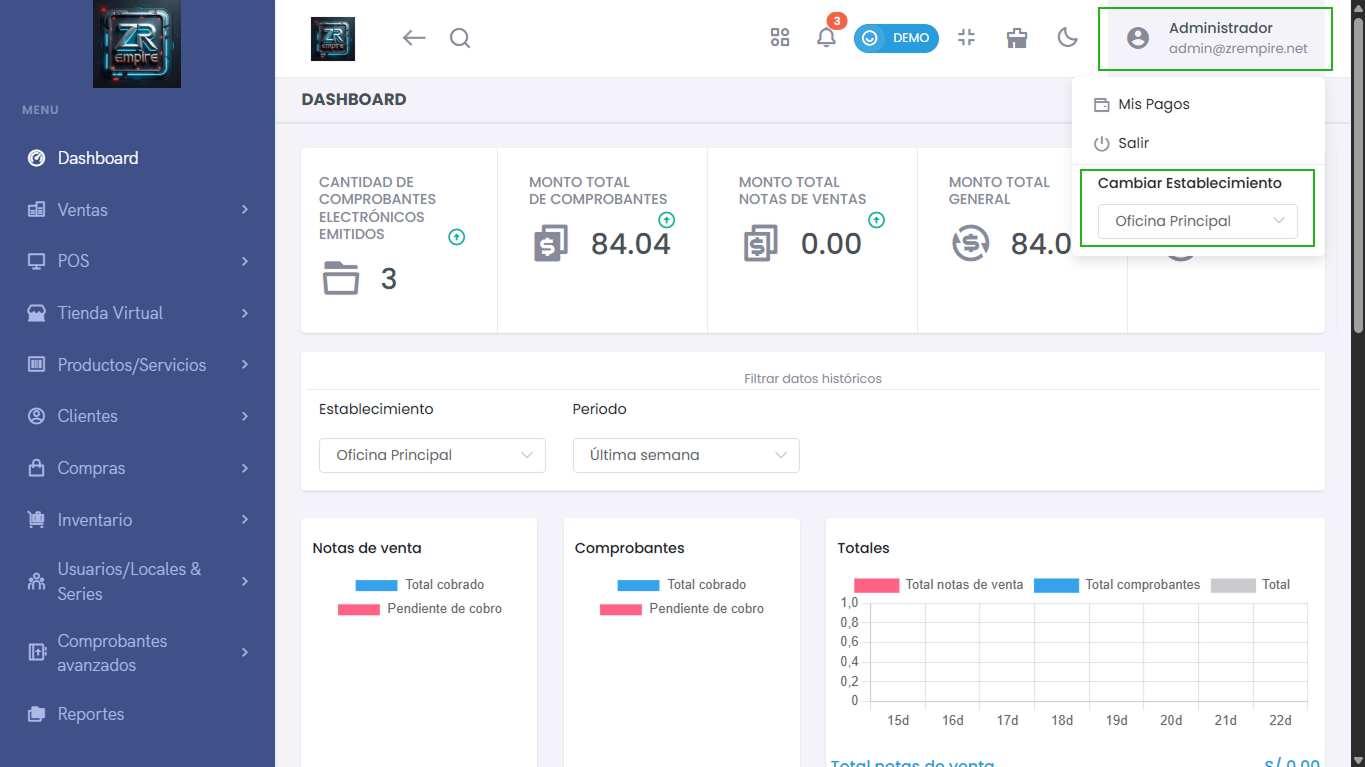 ZR
empire
MENU
Dashboard
Ventas
POS
Tienda Virtual
Productos/Servicios
Clientes
Compras
Inventario
Usuarios/Locales &
Series
Comprobantes
avanzados
Reportes
ZR
empire
3
DEMO
Administrador
admin@zrempire.net
Mis Pagos
Salir
Cambiar Establecimiento
Oficina Principal
DASHBOARD
CANTIDAD DE
COMPROBANTES
ELECTRÓNICOS
EMITIDOS
3
MONTO TOTAL
DE COMPROBANTES
84.04
MONTO TOTAL
NOTAS DE VENTAS
0.00
MONTO TOTAL
GENERAL
84.0
Filtrar datos históricos
Establecimiento
Oficina Principal
Periodo
Última semana
Notas de venta
Total cobrado
Pendiente de cobro
Comprobantes
Total cobrado
Pendiente de cobro
Totales
Total notas de venta Total comprobantes Total
1,0
0,8
0,6
0,4
0,2
0
15d 16d 17d 18d 19d 20d 21d 22d
Total notas de venta S/ 0.00